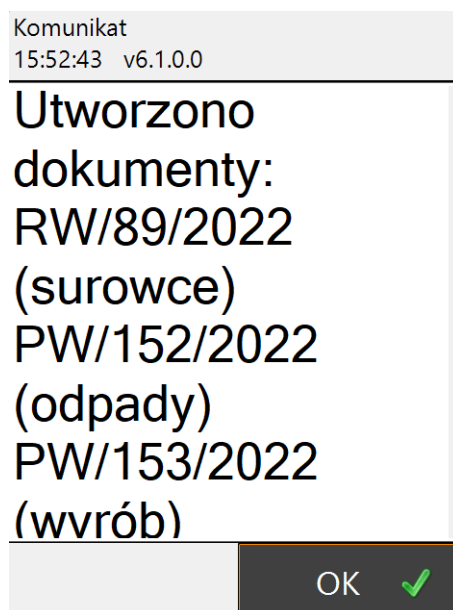 Komunikat
15:52:43 v6.1.0.0
Utworzono
dokumenty:
RW/89/2022
(surowce)
PW/152/2022
(odpady)
PW/153/2022
(wyrób)
OK